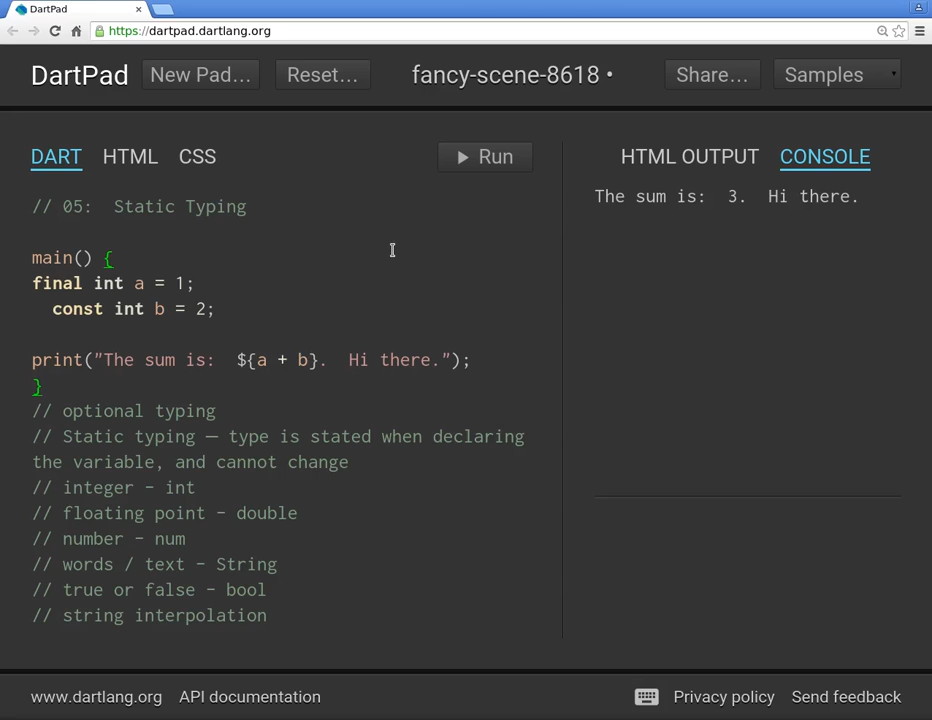 DartPad
https://dartpad.dartlang.org
DartPad New Pad... Reset... fancy-scene-8618 • Share... Samples
DART HTML CSS Run HTML OUTPUT CONSOLE
// 05:  Static Typing
main() {
final int a = 1;
  const int b = 2;
print("The sum is:  ${a + b}.  Hi there.");
}
// optional typing
// Static typing — type is stated when declaring
the variable, and cannot change
// integer – int
// floating point – double
// number – num
// words / text – String
// true or false – bool
// string interpolation
The sum is:  3.  Hi there.
www.dartlang.org API documentation Privacy policy Send feedback